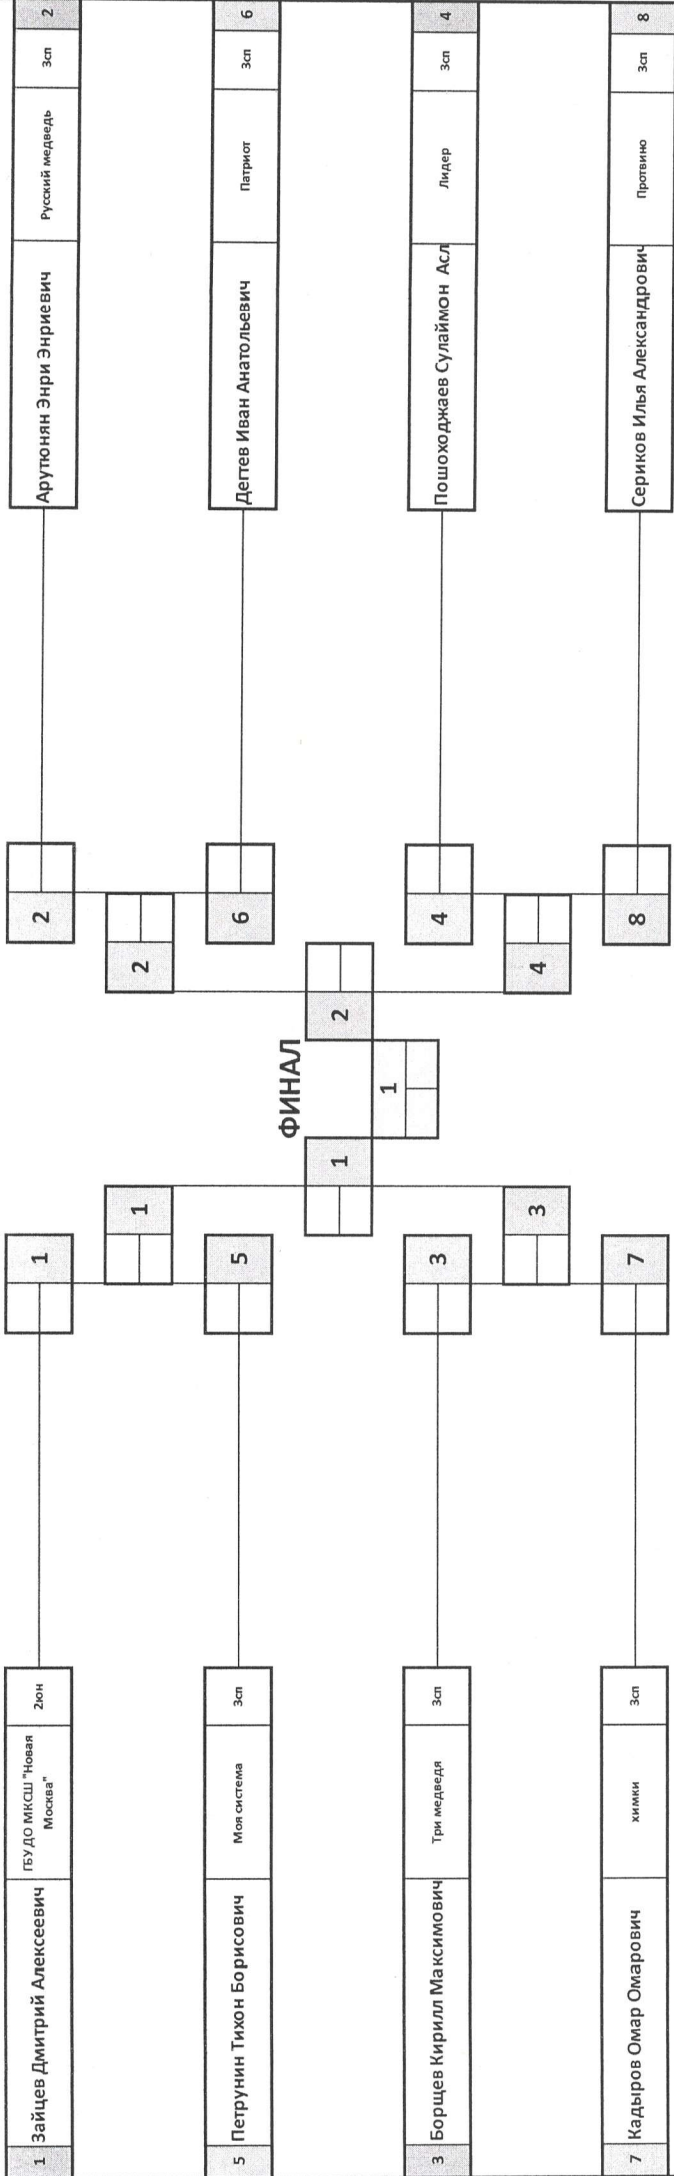 1 Зайцев Дмитрий Алексеевич ГБУ ДО МКСШ "Новая
Москва" 2юн
5 Петрунин Тихон Борисович Моя система 3сп
3 Борщев Кирилл Максимович Три медведя 3сп
7 Кадыров Омар Омарович химки 3сп
1
5
3
7
1
3
1
ФИНАЛ
1
2
2
4
2
6
4
8
Арутюнян Энри Энриевич Русский медведь 3сп 2
Дегтев Иван Анатольевич Патриот 3сп 6
Пошоходжаев Сулаймон Асл Лидер 3сп 4
Сериков Илья Александрович Протвино 3сп 8